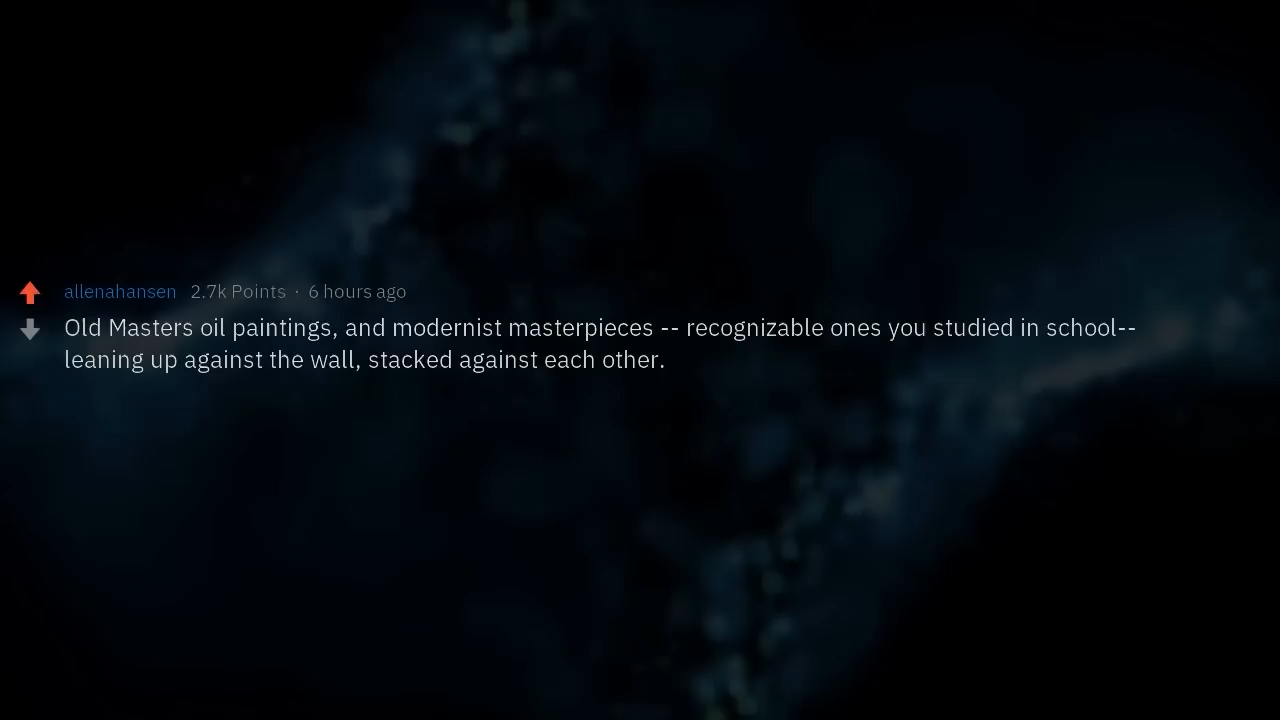 allenahansen 2.7k Points · 6 hours ago
Old Masters oil paintings, and modernist masterpieces -- recognizable ones you studied in school--
leaning up against the wall, stacked against each other.